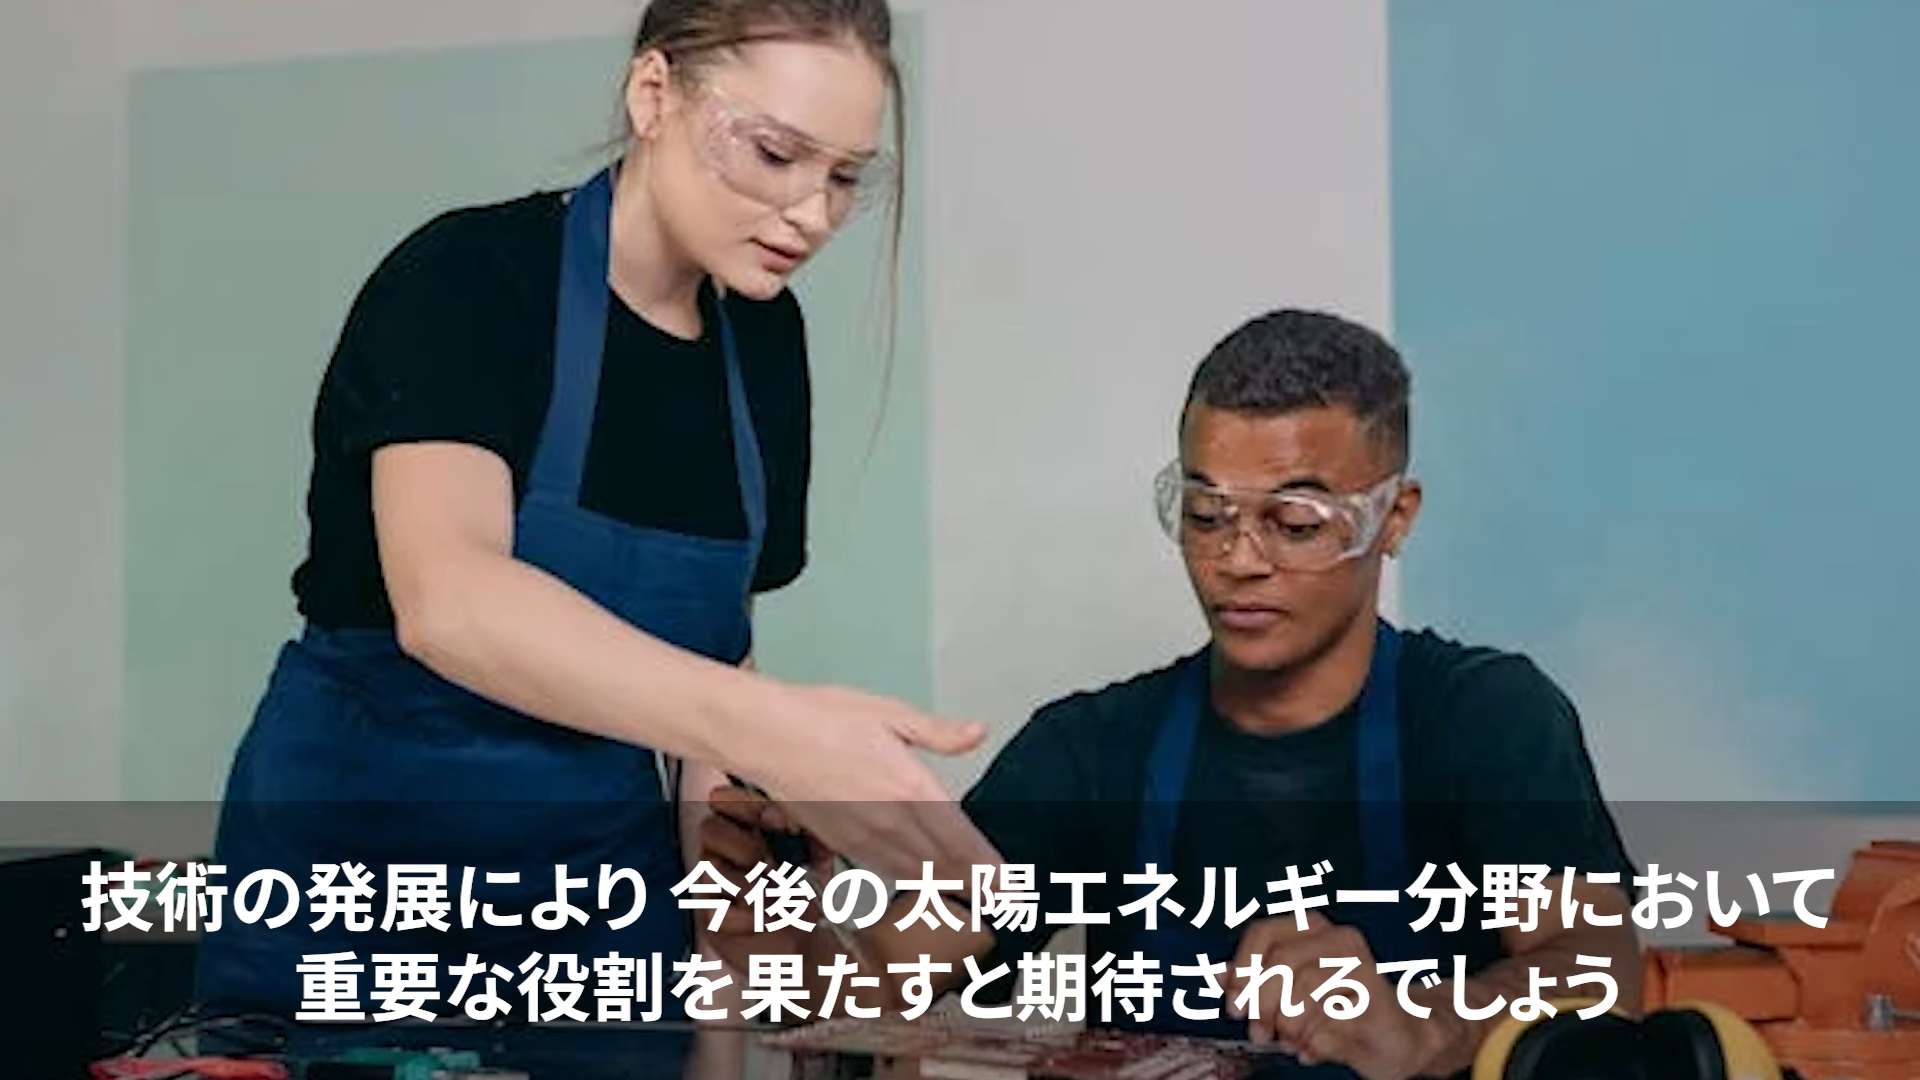 技術の発展により 今後の太陽エネルギー分野において
重要な役割を果たすと期待されるでしょう